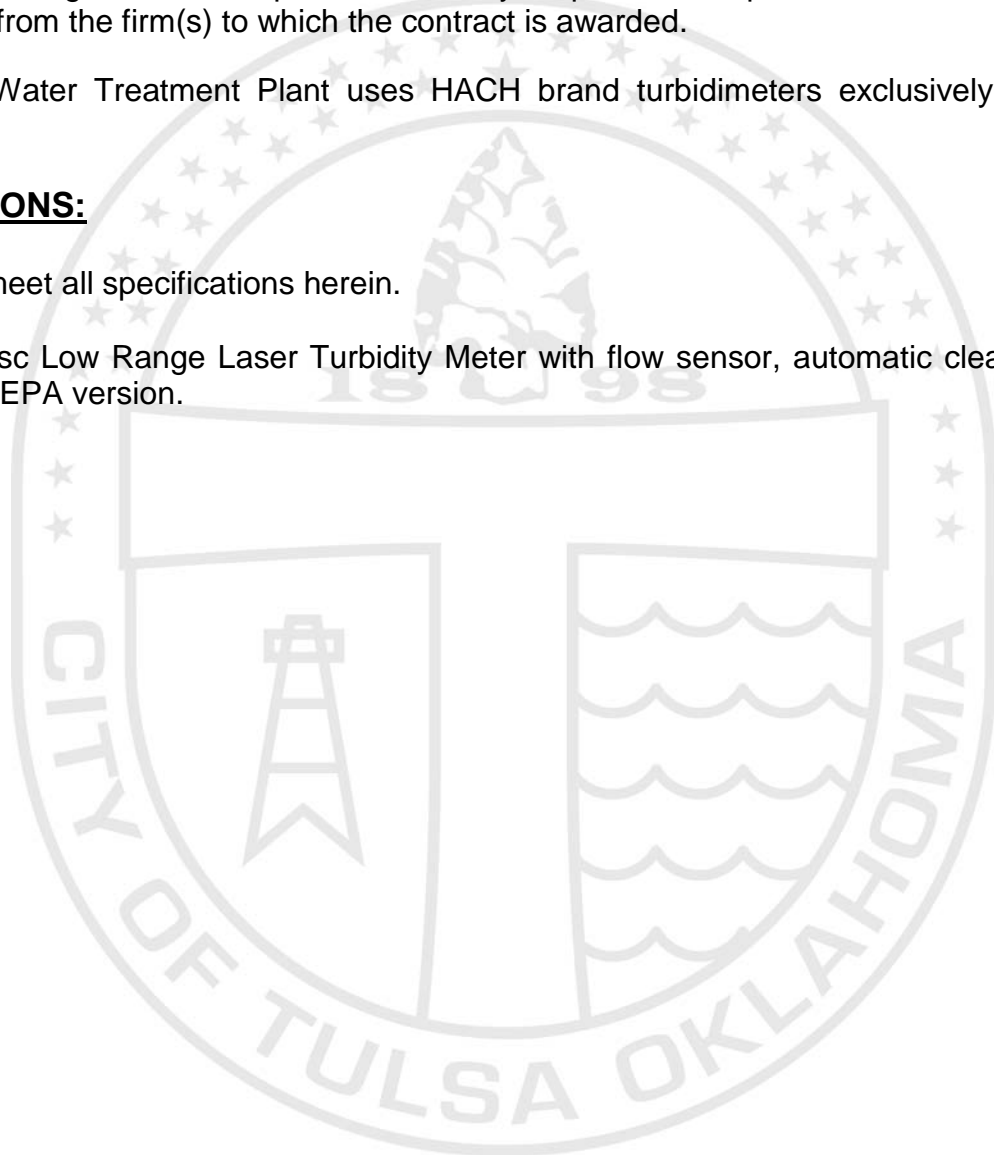 from the firm(s) to which the contract is awarded.
Water Treatment Plant uses HACH brand turbidimeters exclusively
IONS:
meet all specifications herein.
sc Low Range Laser Turbidity Meter with flow sensor, automatic clea
EPA version.
1898
CITY OF TULSA OKLAHOMA